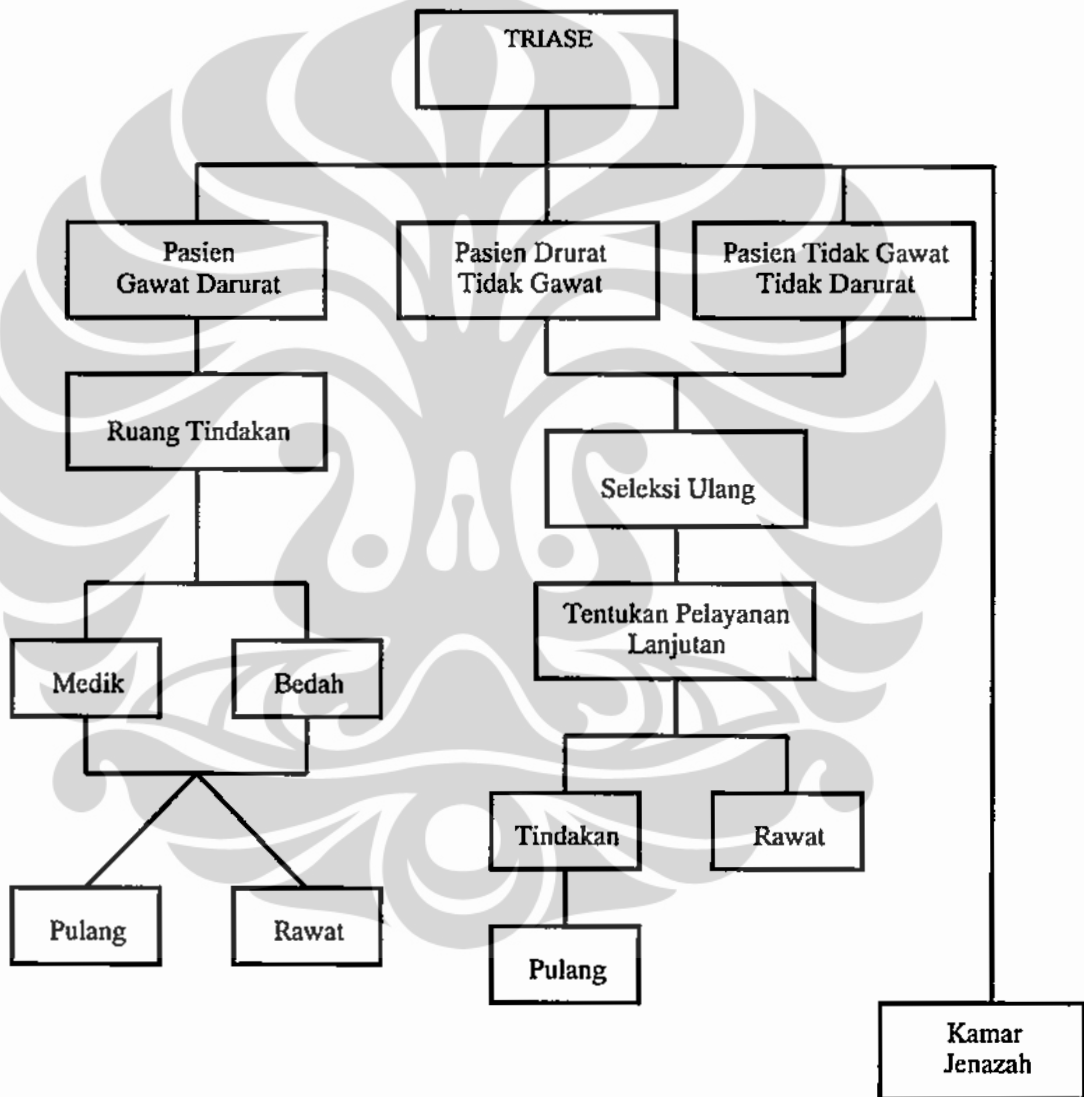 TRIASE
Pasien
Gawat Darurat
Pasien Drurat
Tidak Gawat
Pasien Tidak Gawat
Tidak Darurat
Ruang Tindakan
Seleksi Ulang
Tentukan Pelayanan
Lanjutan
Medik
Bedah
Tindakan
Rawat
Pulang
Rawat
Pulang
Kamar
Jenazah